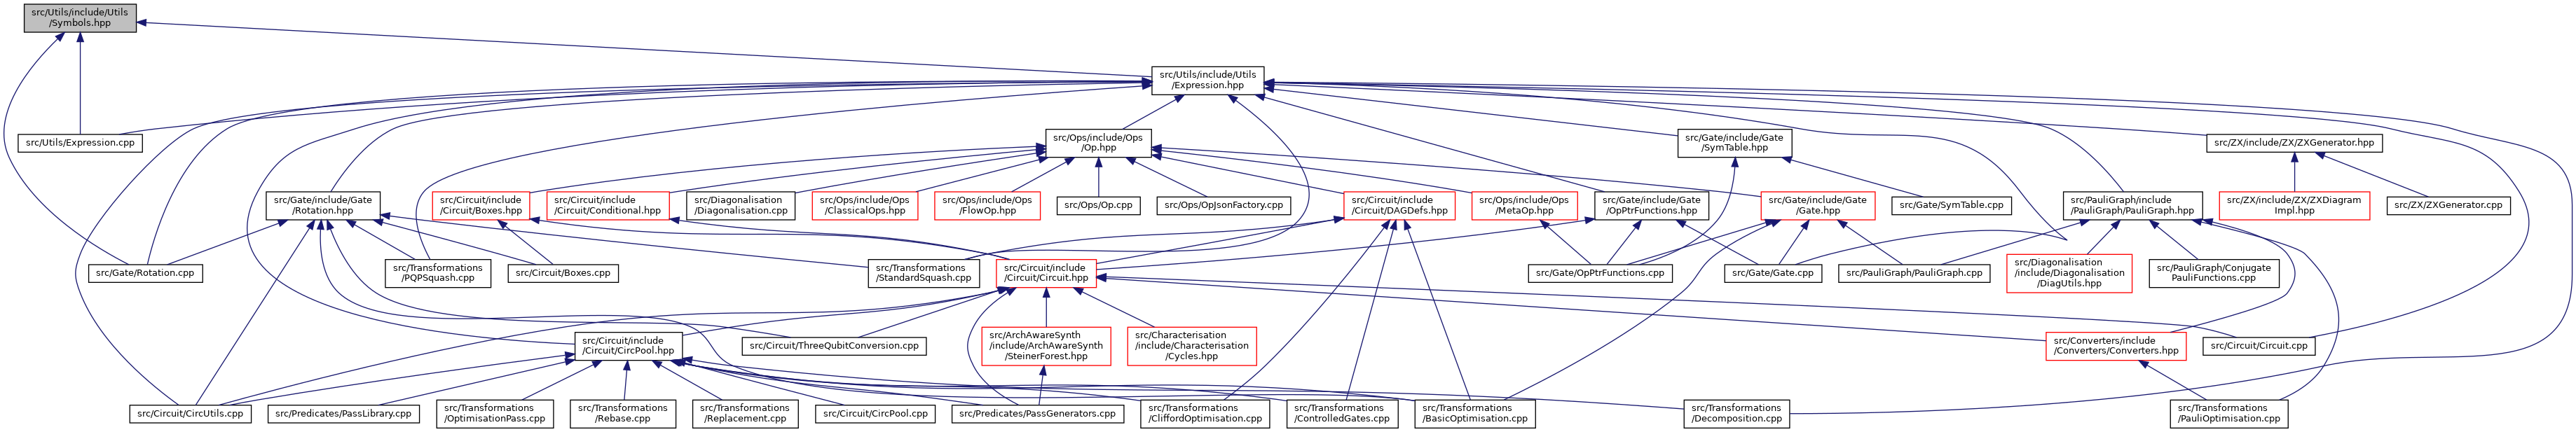 src/Utils/include/Utils
/Symbols.hpp
src/Utils/include/Utils
/Expression.hpp
src/Utils/Expression.cpp
src/Ops/include/Ops
/Op.hpp
src/Gate/include/Gate
/SymTable.hpp
src/ZX/include/ZX/ZXGenerator.hpp
src/Gate/include/Gate
/Rotation.hpp
src/Circuit/include
/Circuit/Boxes.hpp
src/Circuit/include
/Circuit/Conditional.hpp
src/Diagonalisation
/Diagonalisation.cpp
src/Ops/include/Ops
/ClassicalOps.hpp
src/Ops/include/Ops
/FlowOp.hpp
src/Ops/Op.cpp
src/Ops/OpJsonFactory.cpp
src/Circuit/include
/Circuit/DAGDefs.hpp
src/Ops/include/Ops
/MetaOp.hpp
src/Gate/include/Gate
/OpPtrFunctions.hpp
src/Gate/include/Gate
/Gate.hpp
src/Gate/SymTable.cpp
src/PauliGraph/include
/PauliGraph/PauliGraph.hpp
src/ZX/include/ZX/ZXDiagram
Impl.hpp
src/ZX/ZXGenerator.cpp
src/Gate/Rotation.cpp
src/Transformations
/PQPSquash.cpp
src/Circuit/Boxes.cpp
src/Transformations
/StandardSquash.cpp
src/Circuit/include
/Circuit/Circuit.hpp
src/Gate/OpPtrFunctions.cpp
src/Gate/Gate.cpp
src/PauliGraph/PauliGraph.cpp
src/Diagonalisation
/include/Diagonalisation
/DiagUtils.hpp
src/PauliGraph/Conjugate
PauliFunctions.cpp
src/Circuit/include
/Circuit/CircPool.hpp
src/Circuit/ThreeQubitConversion.cpp
src/ArchAwareSynth
/include/ArchAwareSynth
/SteinerForest.hpp
src/Characterisation
/include/Characterisation
/Cycles.hpp
src/Converters/include
/Converters/Converters.hpp
src/Circuit/Circuit.cpp
src/Circuit/CircUtils.cpp
src/Predicates/PassLibrary.cpp
src/Transformations
/OptimisationPass.cpp
src/Transformations
/Rebase.cpp
src/Transformations
/Replacement.cpp
src/Circuit/CircPool.cpp
src/Predicates/PassGenerators.cpp
src/Transformations
/CliffordOptimisation.cpp
src/Transformations
/ControlledGates.cpp
src/Transformations
/BasicOptimisation.cpp
src/Transformations
/Decomposition.cpp
src/Transformations
/PauliOptimisation.cpp